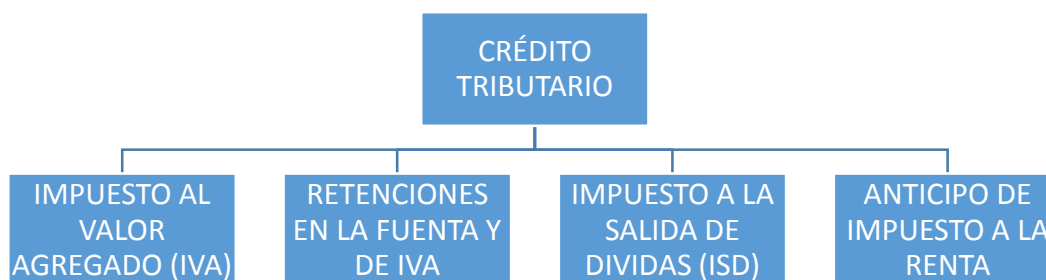 CRÉDITO
TRIBUTARIO
IMPUESTO AL
VALOR
AGREGADO (IVA)
RETENCIONES
EN LA FUENTA Y
DE IVA
IMPUESTO A LA
SALIDA DE
DIVIDAS (ISD)
ANTICIPO DE
IMPUESTO A LA
RENTA